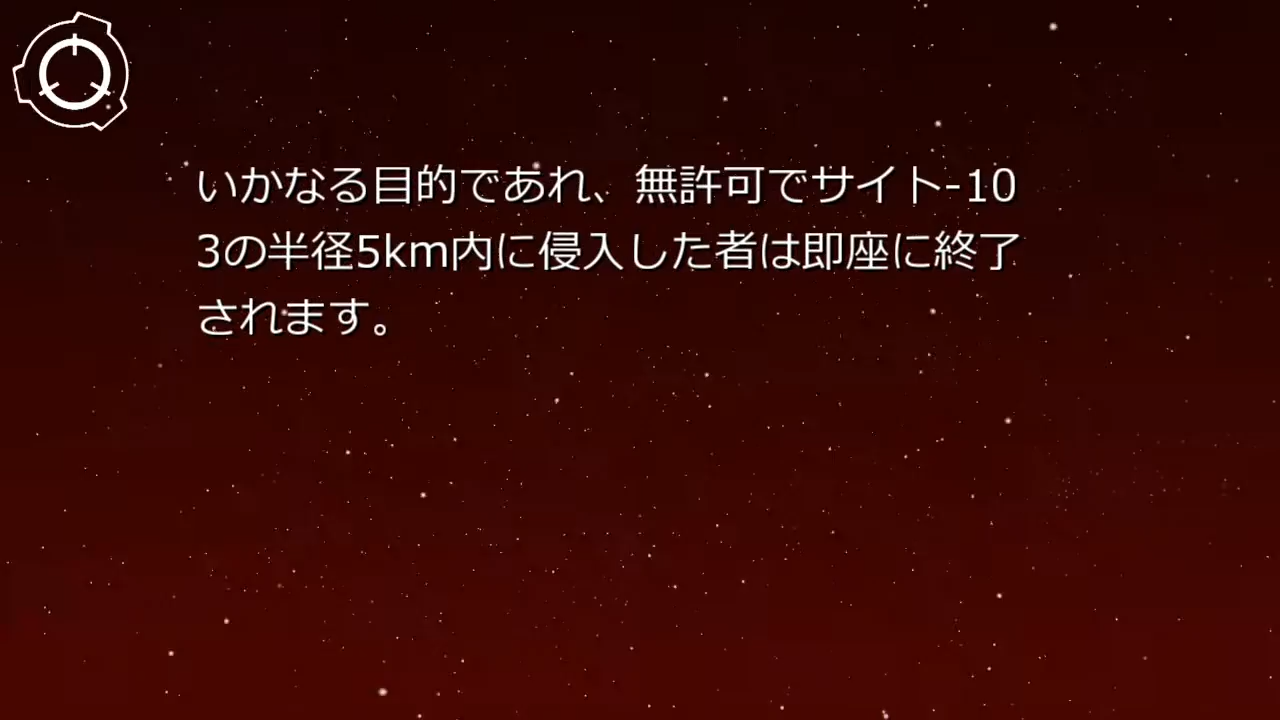 いかなる目的であれ、無許可でサイト-10
3の半径5km内に侵入した者は即座に終了
されます。